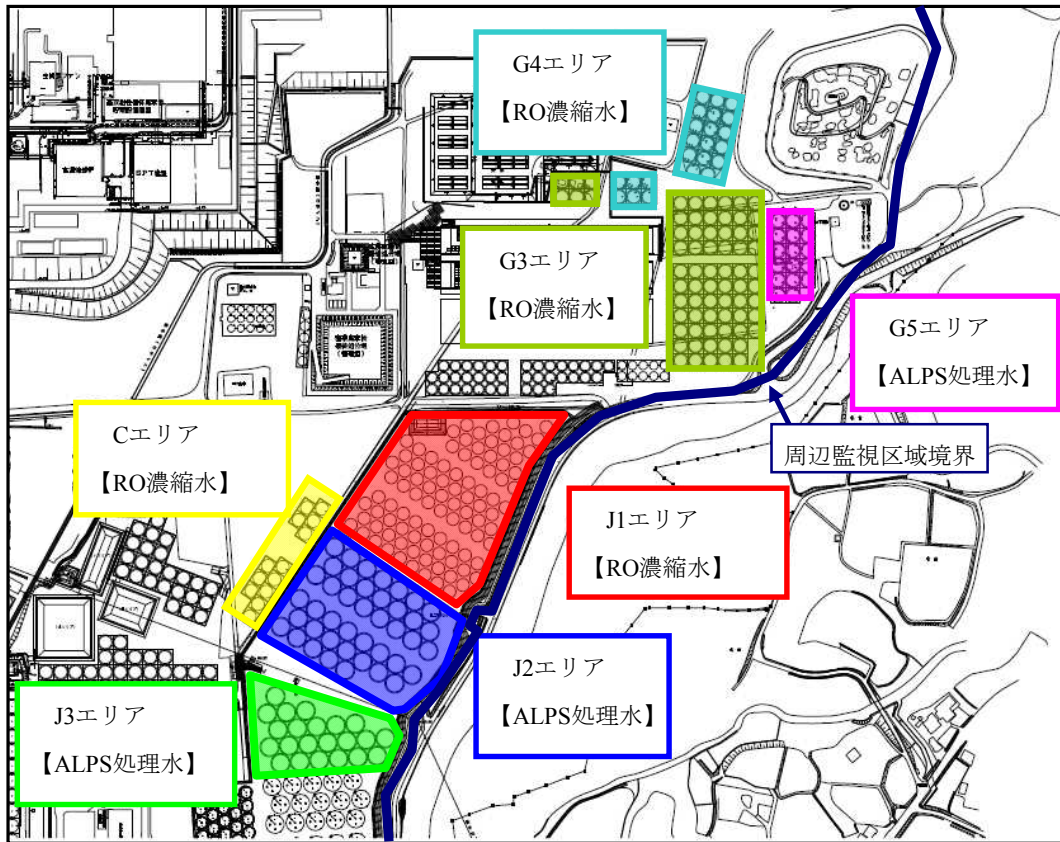 G4エリア
【RO濃縮水】
G3エリア
【RO濃縮水】
G5エリア
【ALPS処理水】
Cエリア
【RO濃縮水】
周辺監視区域境界
J1エリア
【RO濃縮水】
J2エリア
【ALPS処理水】
J3エリア
【ALPS処理水】